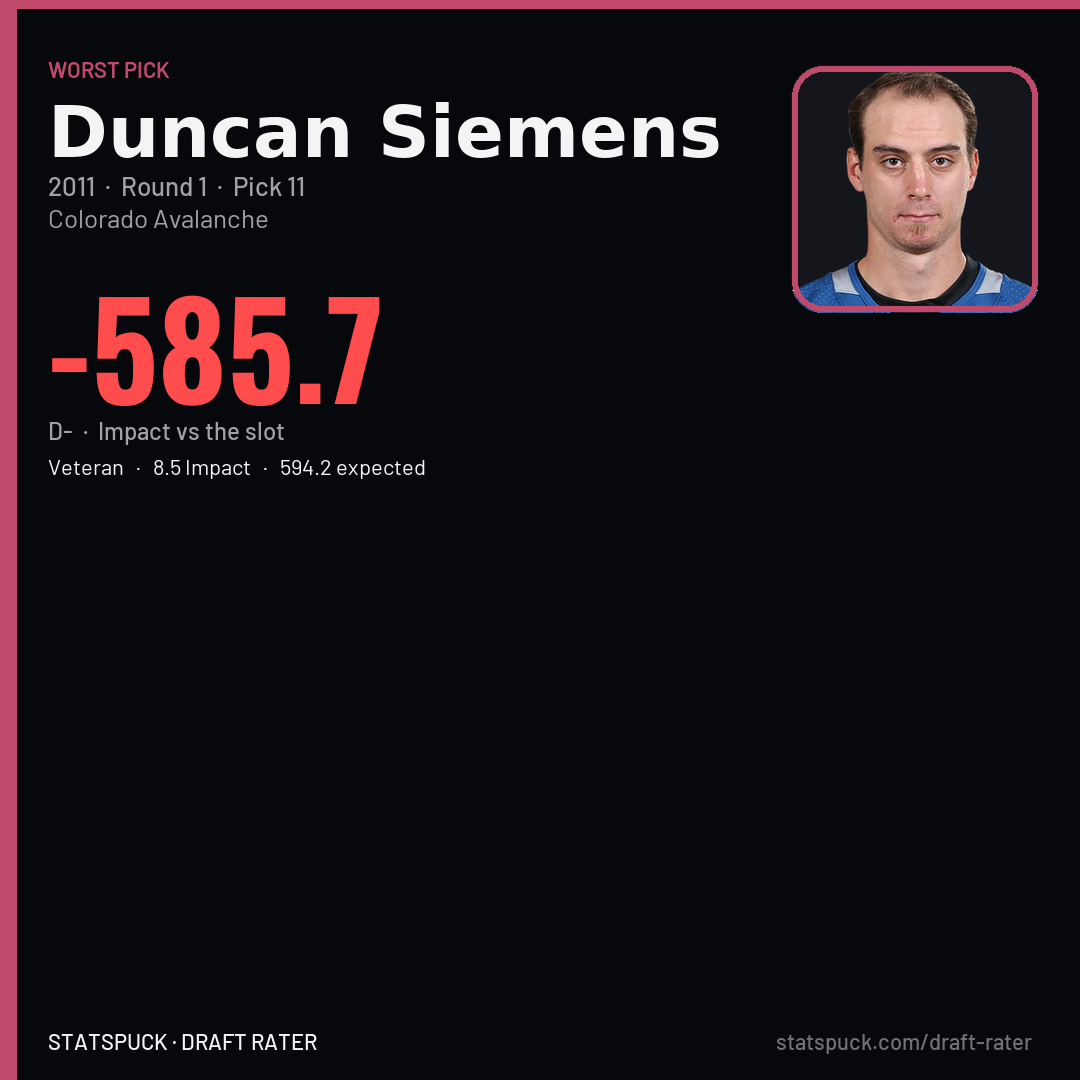 WORST PICK
Duncan Siemens
2011 · Round 1 · Pick 11
Colorado Avalanche
-585.7
D- · Impact vs the slot
Veteran · 8.5 Impact · 594.2 expected
STATSPUCK · DRAFT RATER
statspuck.com/draft-rater